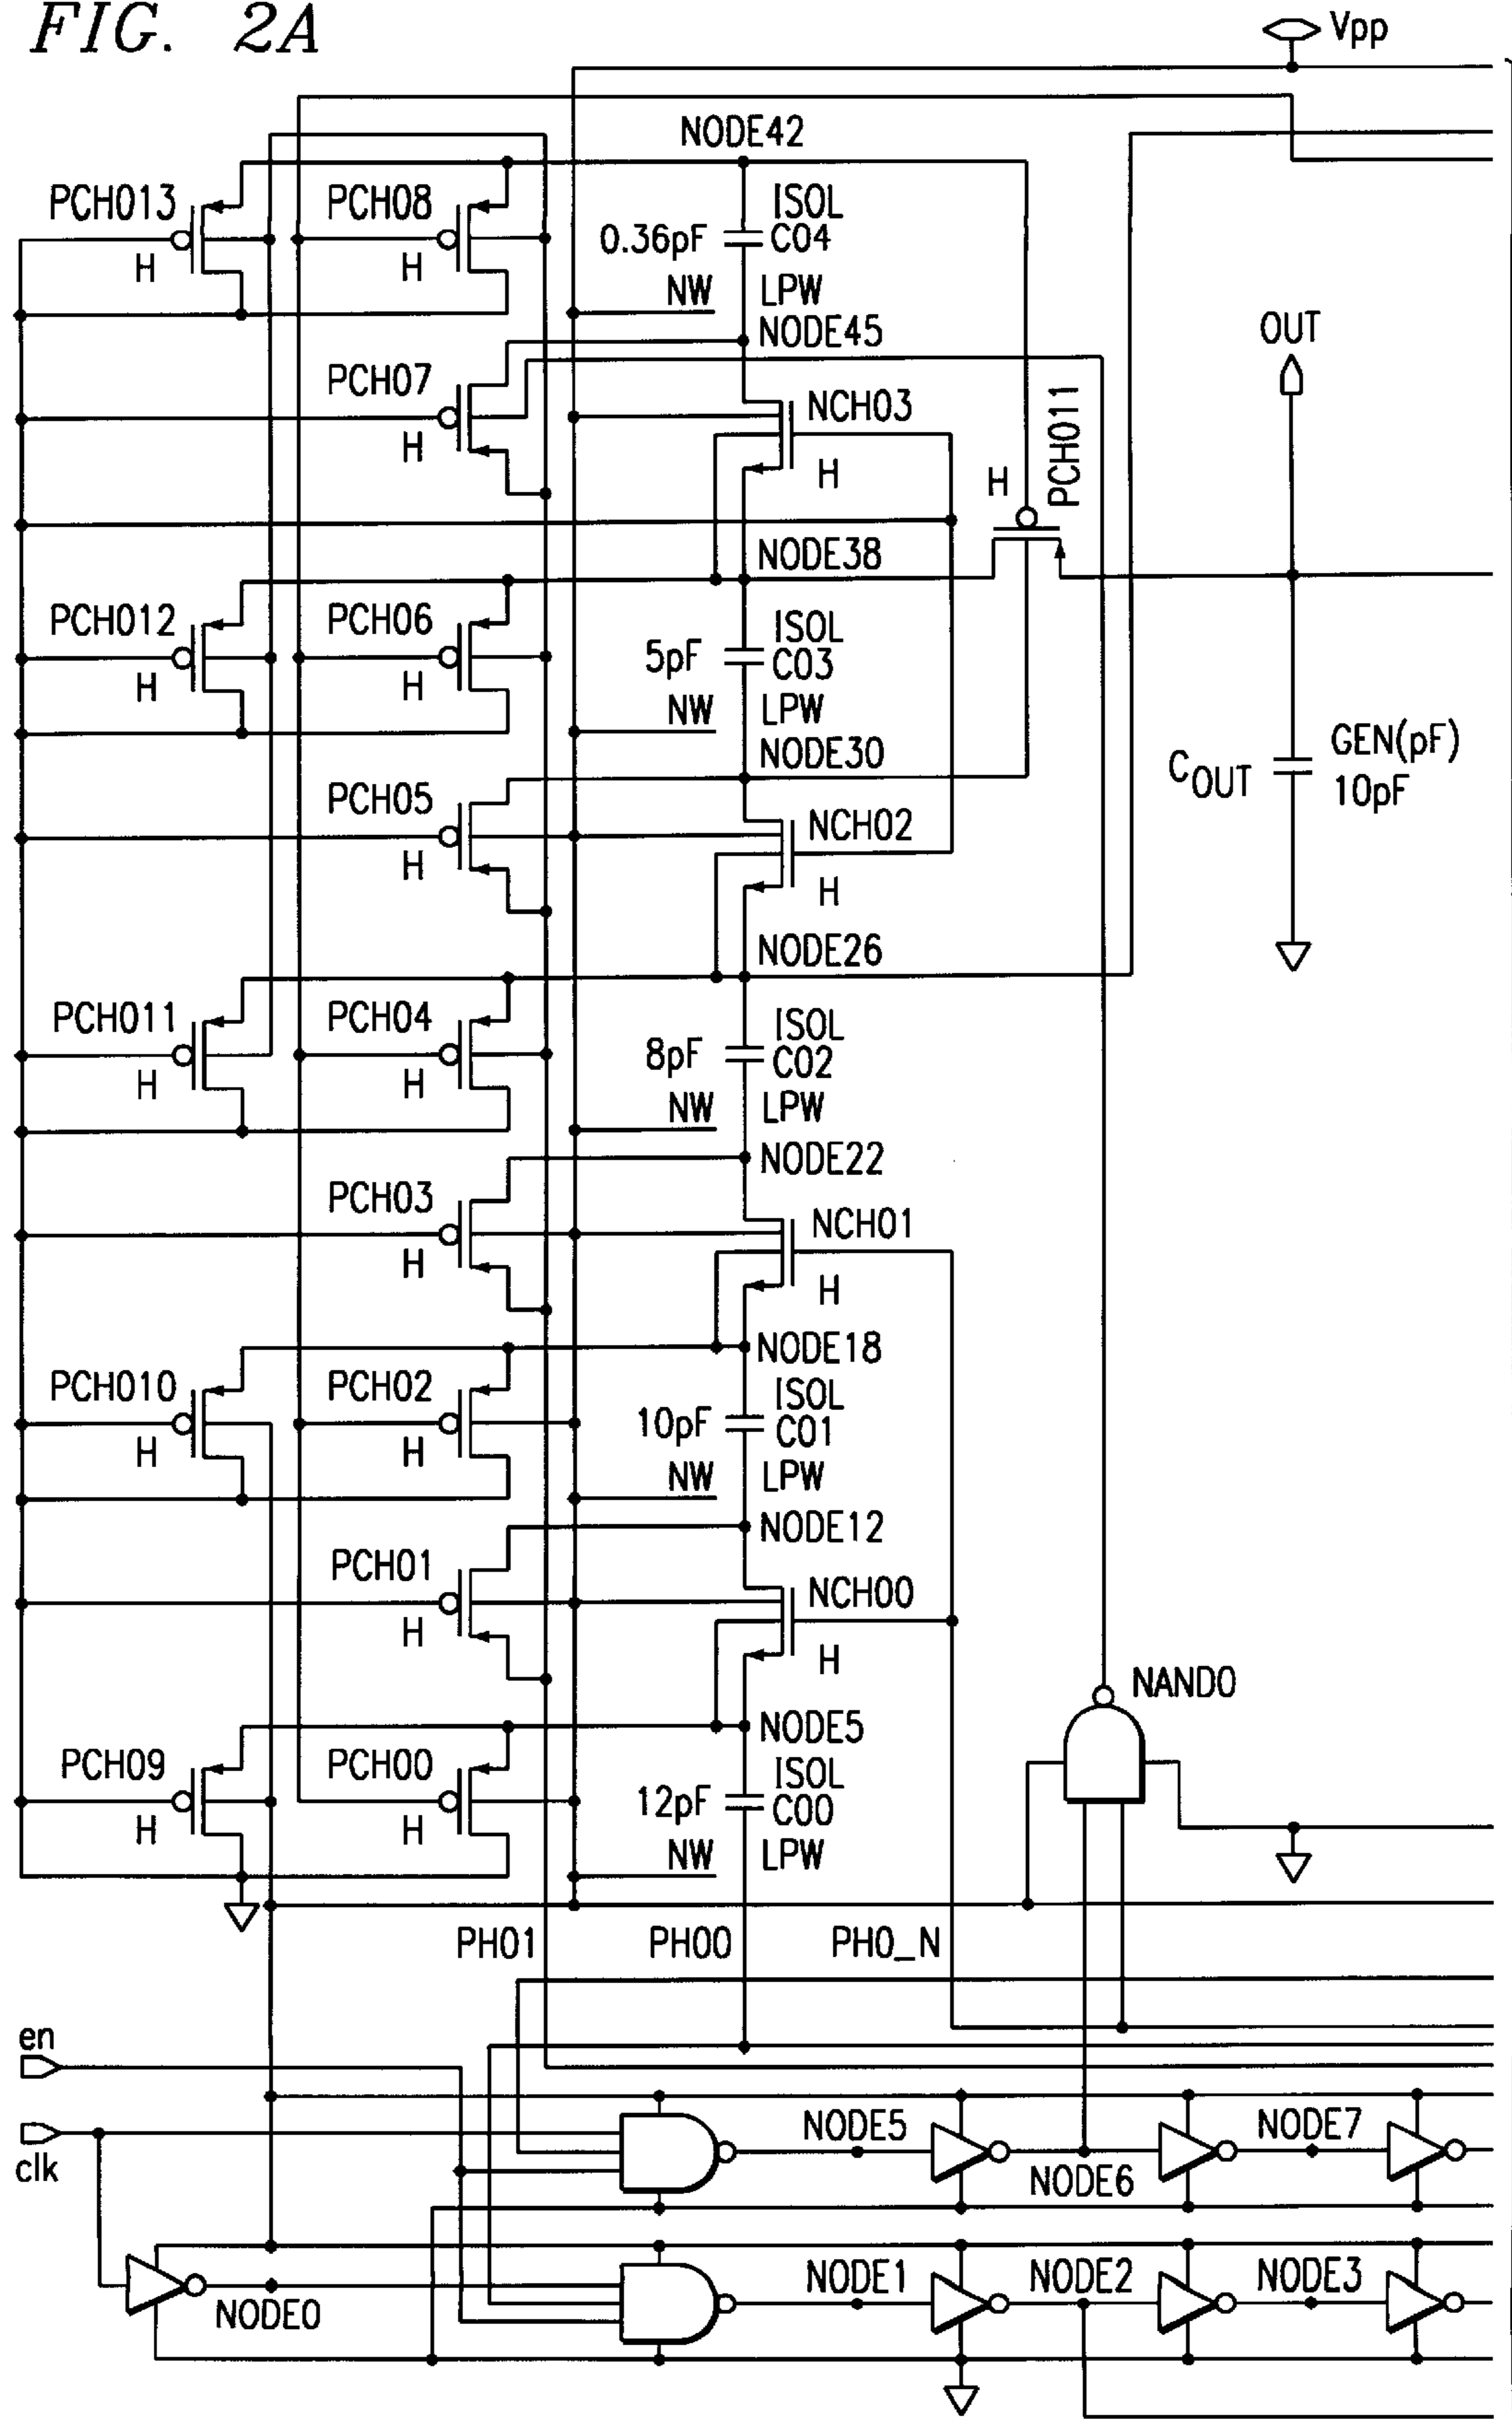 FIG. 2A
Vpp
NODE42
PCH013
H
PCH08
H
0.36pF
ISOL
C04
NW
LPW
NODE45
OUT
PCH07
H
NCH03
H
H
PCH011
NODE38
PCH012
H
PCH06
H
5pF
ISOL
C03
NW
LPW
NODE30
COUT
GEN(pF)
10pF
PCH05
H
NCH02
H
NODE26
PCH011
H
PCH04
H
8pF
ISOL
C02
NW
LPW
NODE22
PCH03
H
NCH01
H
NODE18
PCH010
H
PCH02
H
10pF
ISOL
C01
NW
LPW
NODE12
PCH01
H
NCH00
H
NAND0
NODE5
PCH09
H
PCH00
H
12pF
ISOL
C00
NW
LPW
PH01
PH00
PH0_N
en
clk
NODE5
NODE6
NODE7
NODE0
NODE1
NODE2
NODE3